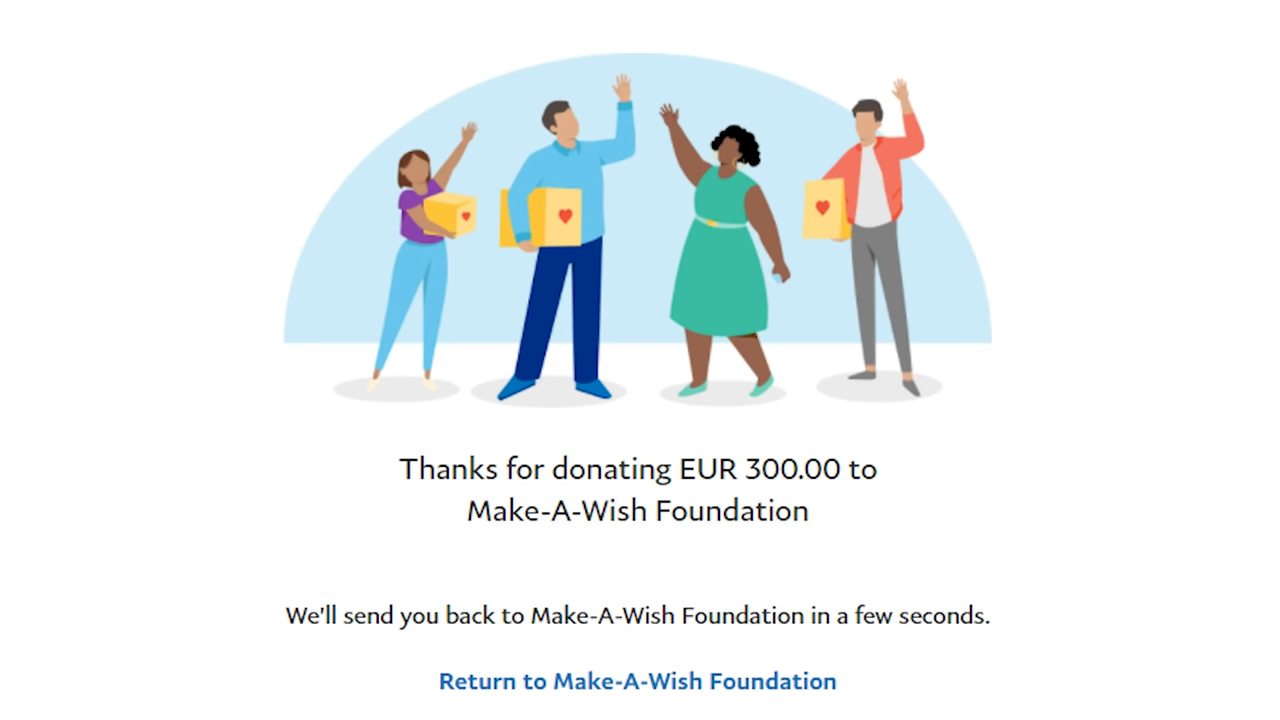 Thanks for donating EUR 300.00 to
Make-A-Wish Foundation
We'll send you back to Make-A-Wish Foundation in a few seconds.
Return to Make-A-Wish Foundation